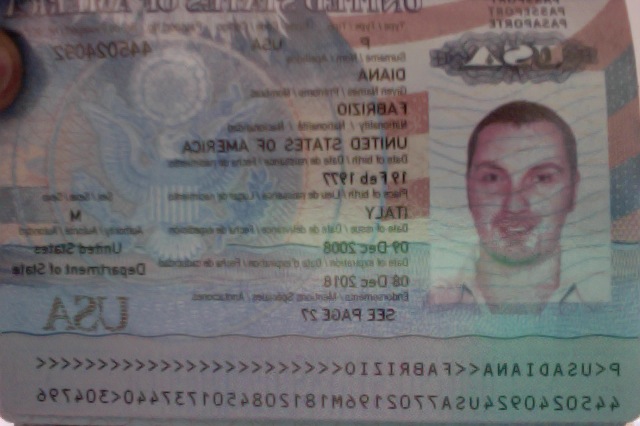 UNITED STATES OF
PASSPORT
PASSEPORT
PASAPORTE
USA
P USA 445024092
Surname / Nom / Apellidos
DIANA
Given Names / Prénoms / Nombres
FABRIZIO
Nationality / Nationalité / Nacionalidad
UNITED STATES OF AMERICA
Date of birth / Date de naissance / Fecha de nacimiento
19 Feb 1977
Place of birth / Lieu de naissance / Lugar de nacimiento Sex / Sexe / Sexo
ITALY M
Date of issue / Date de délivrance / Fecha de expedición Authority / Autorité / Autoridad
09 Dec 2008 United States
Date of expiration / Date d'expiration / Fecha de caducidad Department of State
08 Dec 2018
Endorsements / Mentions Spéciales / Anotaciones
SEE PAGE 27 USA
P<USADIANA<<FABRIZIO<<<<<<<<<<<<<<<<<<<<<<<<
4450240924USA7702196M1812084501737440<304796